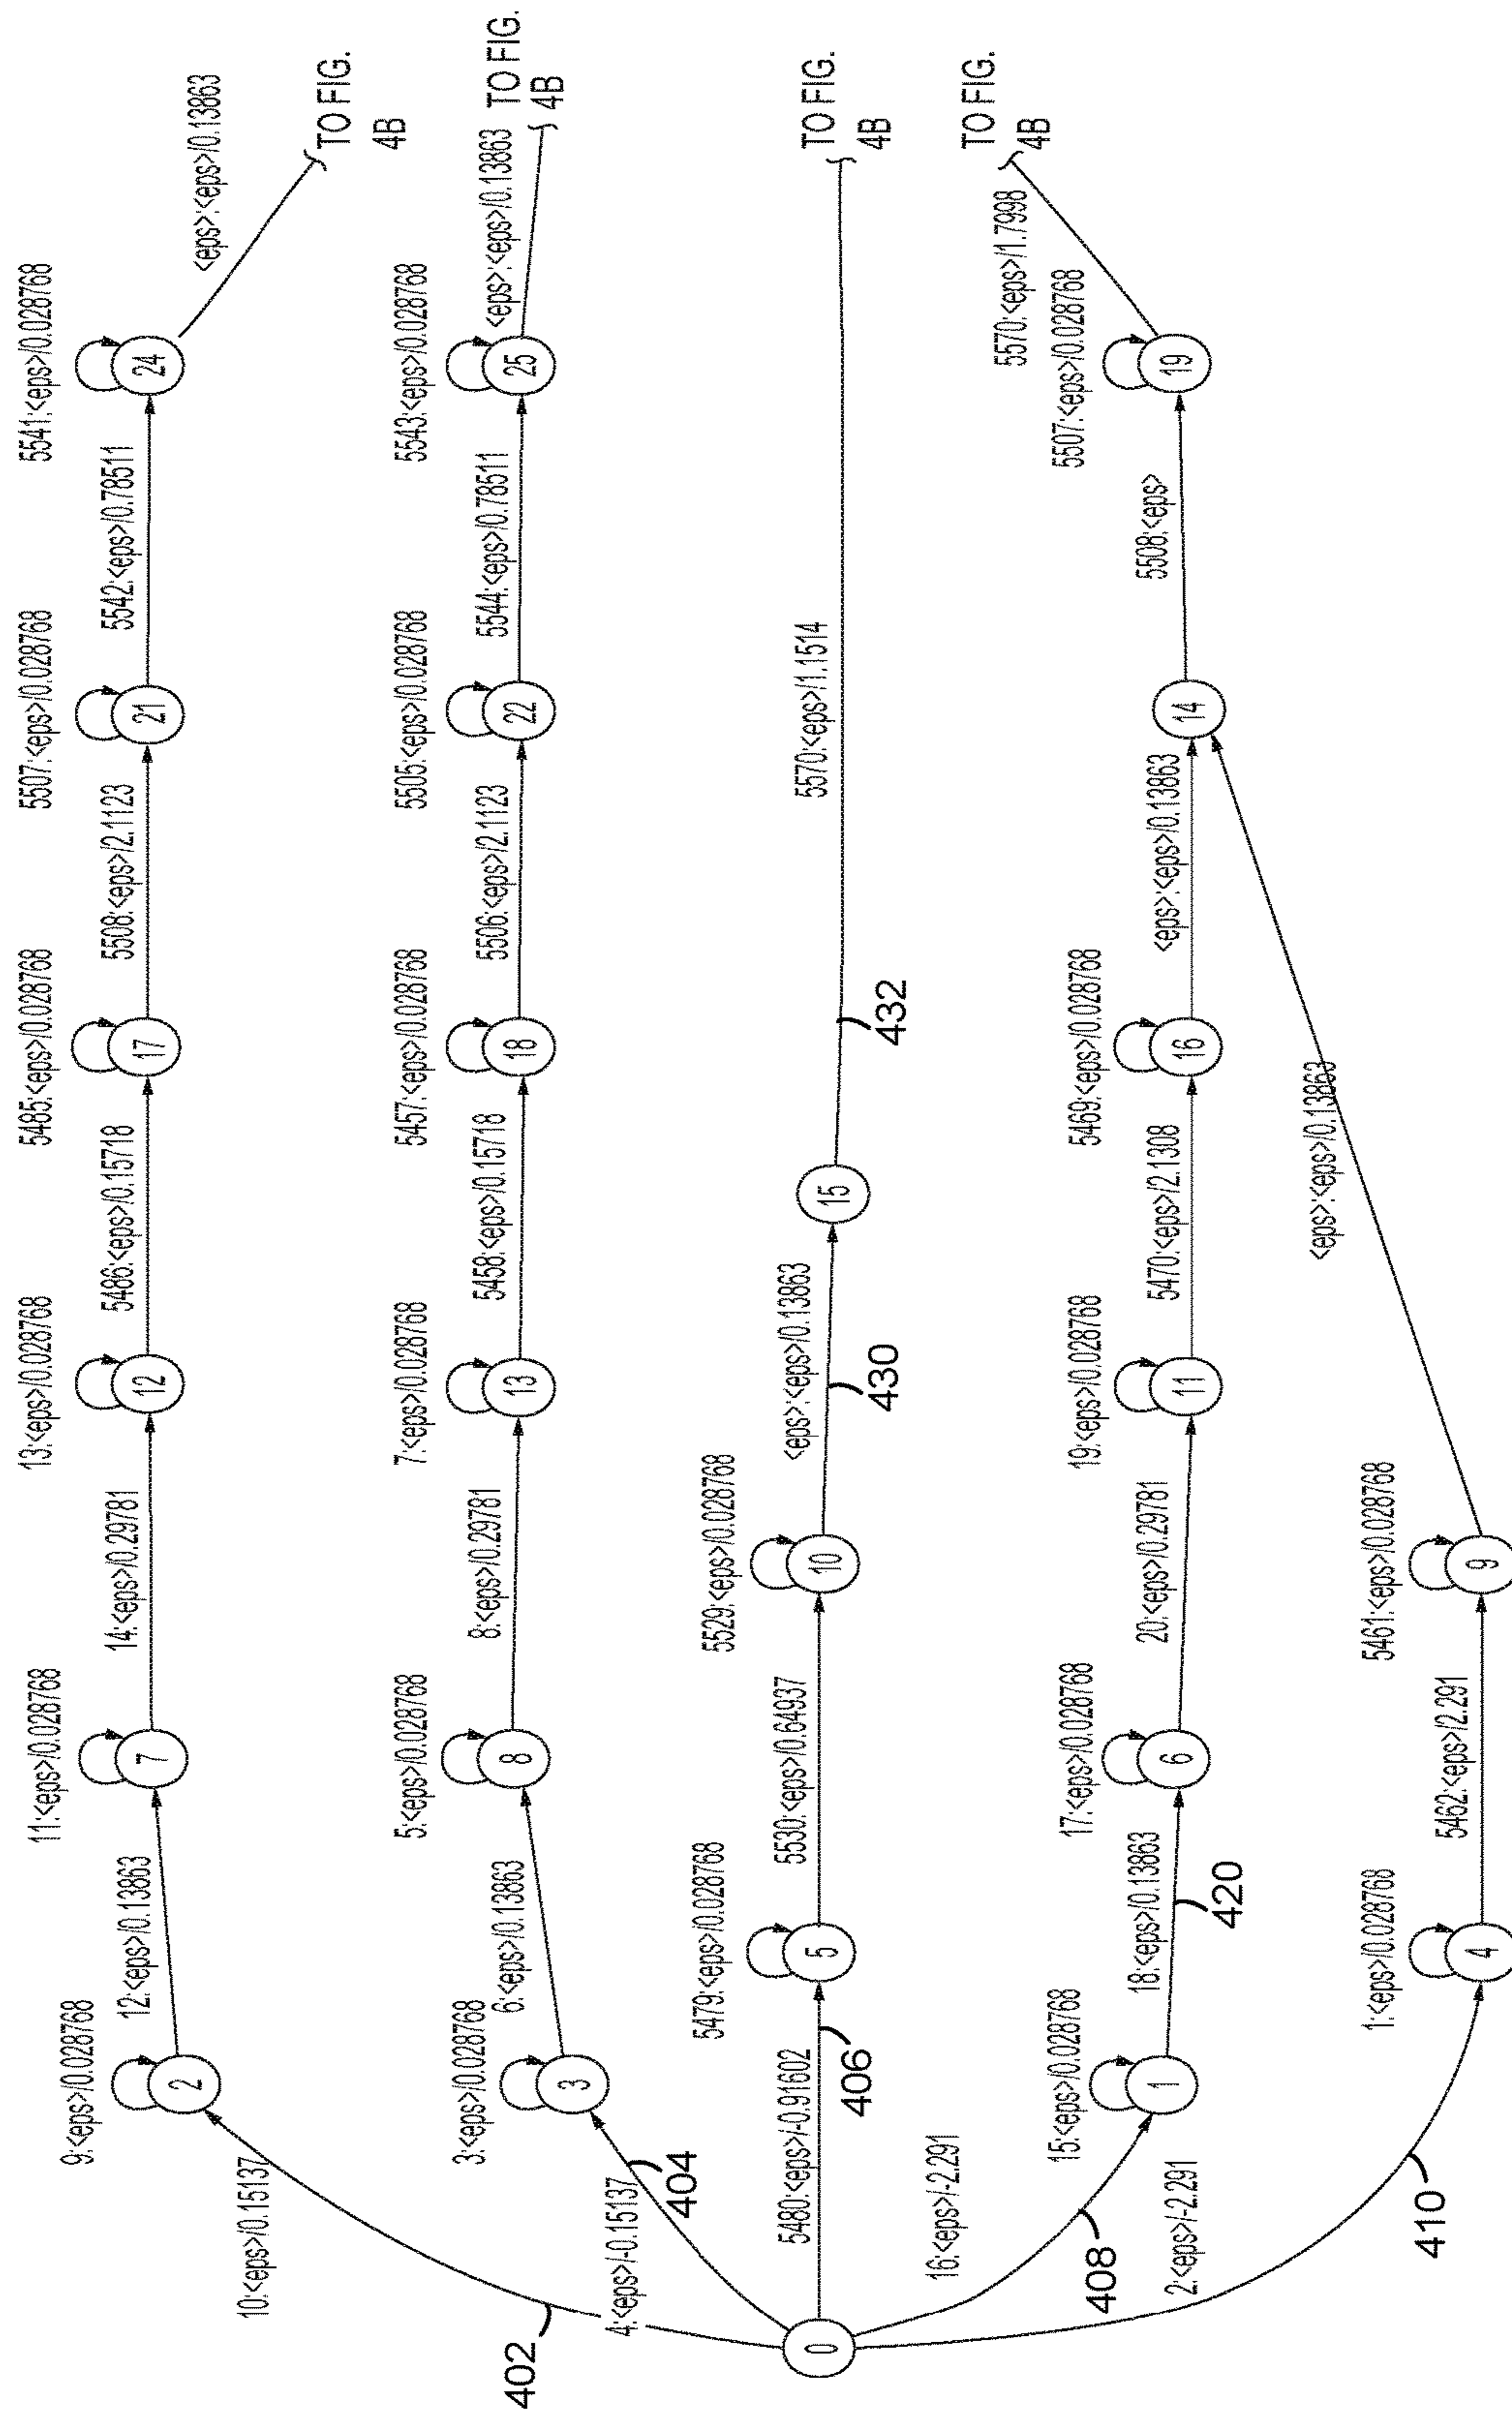 9:<eps>/0.028768
11:<eps>/0.028768
13:<eps>/0.028768
5485:<eps>/0.028768
5507:<eps>/0.028768
5541:<eps>/0.028768
10:<eps>/0.15137
12:<eps>/0.13863
14:<eps>/0.29781
5486:<eps>/0.15718
5508:<eps>/2.1123
5542:<eps>/0.78511
<eps>:<eps>/0.13863
TO FIG.
4B
2
7
12
17
21
24
402
3:<eps>/0.028768
5:<eps>/0.028768
7:<eps>/0.028768
5457:<eps>/0.028768
5505:<eps>/0.028768
5543:<eps>/0.028768
4:<eps>/-0.15137
6:<eps>/0.13863
8:<eps>/0.29781
5458:<eps>/0.15718
5506:<eps>/2.1123
5544:<eps>/0.78511
<eps>:<eps>/0.13863
TO FIG.
4B
3
8
13
18
22
25
404
5479:<eps>/0.028768
5529:<eps>/0.028768
5480:<eps>/-0.91602
5530:<eps>/0.64937
<eps>:<eps>/0.13863
5570:<eps>/1.1514
TO FIG.
4B
0
5
10
15
406
430
432
15:<eps>/0.028768
17:<eps>/0.028768
19:<eps>/0.028768
5469:<eps>/0.028768
5507:<eps>/0.028768
16:<eps>/-2.291
18:<eps>/0.13863
20:<eps>/0.29781
5470:<eps>/2.1308
<eps>:<eps>/0.13863
5508:<eps>
5570:<eps>/1.7998
TO FIG.
4B
1
6
11
16
14
19
408
420
1:<eps>/0.028768
5461:<eps>/0.028768
2:<eps>/-2.291
5462:<eps>/2.291
<eps>:<eps>/0.13863
4
9
410